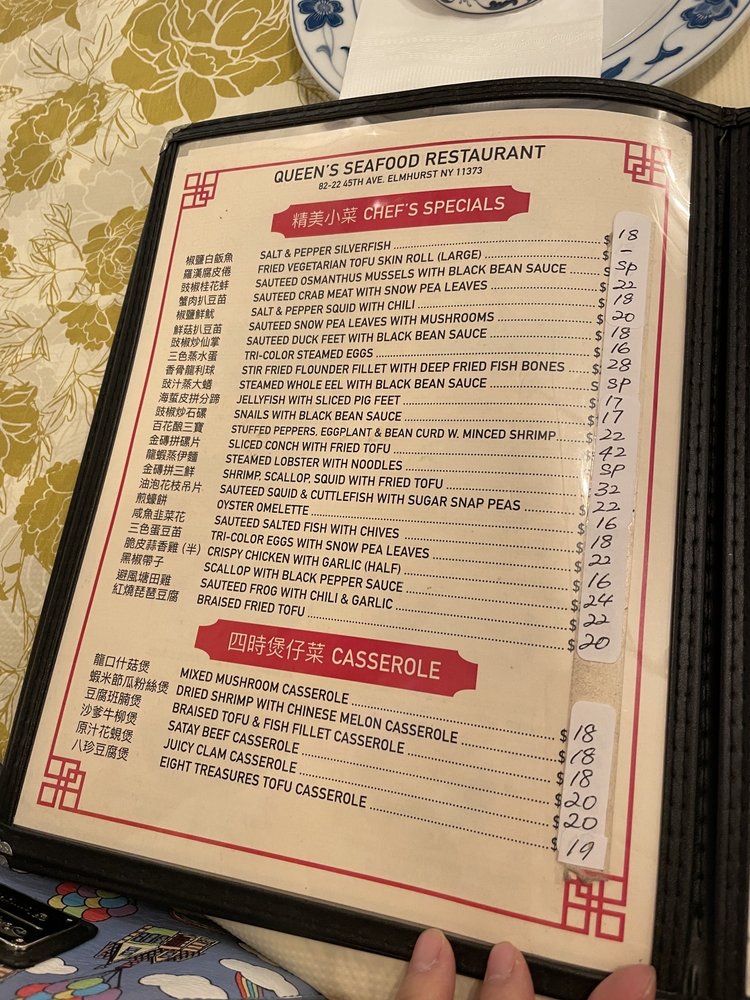 QUEEN'S SEAFOOD RESTAURANT
82-22 45TH AVE. ELMHURST NY 11373
精美小菜 CHEF'S SPECIALS
椒鹽白飯魚 SALT & PEPPER SILVERFISH $ 18
羅漢腐皮倦 FRIED VEGETARIAN TOFU SKIN ROLL (LARGE) $ –
豉椒桂花蚌 SAUTEED OSMANTHUS MUSSELS WITH BLACK BEAN SAUCE S SP
蟹肉扒豆苗 SAUTEED CRAB MEAT WITH SNOW PEA LEAVES $ 22
椒鹽鮮魷 SALT & PEPPER SQUID WITH CHILI $ 18
鮮菇扒豆苗 SAUTEED SNOW PEA LEAVES WITH MUSHROOMS $ 20
豉椒炒仙掌 SAUTEED DUCK FEET WITH BLACK BEAN SAUCE $ 18
三色蒸水蛋 TRI-COLOR STEAMED EGGS $ 16
香骨龍利球 STIR FRIED FLOUNDER FILLET WITH DEEP FRIED FISH BONES $ 28
豉汁蒸大鱔 STEAMED WHOLE EEL WITH BLACK BEAN SAUCE S SP
海蜇皮拼分蹄 JELLYFISH WITH SLICED PIG FEET $ 17
豉椒炒石螺 SNAILS WITH BLACK BEAN SAUCE $ 17
百花釀三寶 STUFFED PEPPERS, EGGPLANT & BEAN CURD W. MINCED SHRIMP $ 22
金磚拼螺片 SLICED CONCH WITH FRIED TOFU $ 42
龍蝦蒸伊麵 STEAMED LOBSTER WITH NOODLES SP
金磚拼三鮮 SHRIMP, SCALLOP, SQUID WITH FRIED TOFU $ 32
油泡花枝吊片 SAUTEED SQUID & CUTTLEFISH WITH SUGAR SNAP PEAS $ 22
煎蠔餅 OYSTER OMELETTE $ 16
咸魚韭菜花 SAUTEED SALTED FISH WITH CHIVES $ 18
三色蛋豆苗 TRI-COLOR EGGS WITH SNOW PEA LEAVES $ 22
脆皮蒜香雞 (半) CRISPY CHICKEN WITH GARLIC (HALF) $ 16
黑椒帶子 SCALLOP WITH BLACK PEPPER SAUCE $ 24
避風塘田雞 SAUTEED FROG WITH CHILI & GARLIC $ 22
紅燒琵琶豆腐 BRAISED FRIED TOFU $ 20
四時煲仔菜 CASSEROLE
龍口什菇煲 MIXED MUSHROOM CASSEROLE $ 18
蝦米節瓜粉絲煲 DRIED SHRIMP WITH CHINESE MELON CASSEROLE $ 18
豆腐班腩煲 BRAISED TOFU & FISH FILLET CASSEROLE $ 18
沙爹牛柳煲 SATAY BEEF CASSEROLE $ 20
原汁花蜆煲 JUICY CLAM CASSEROLE $ 20
八珍豆腐煲 EIGHT TREASURES TOFU CASSEROLE $ 19